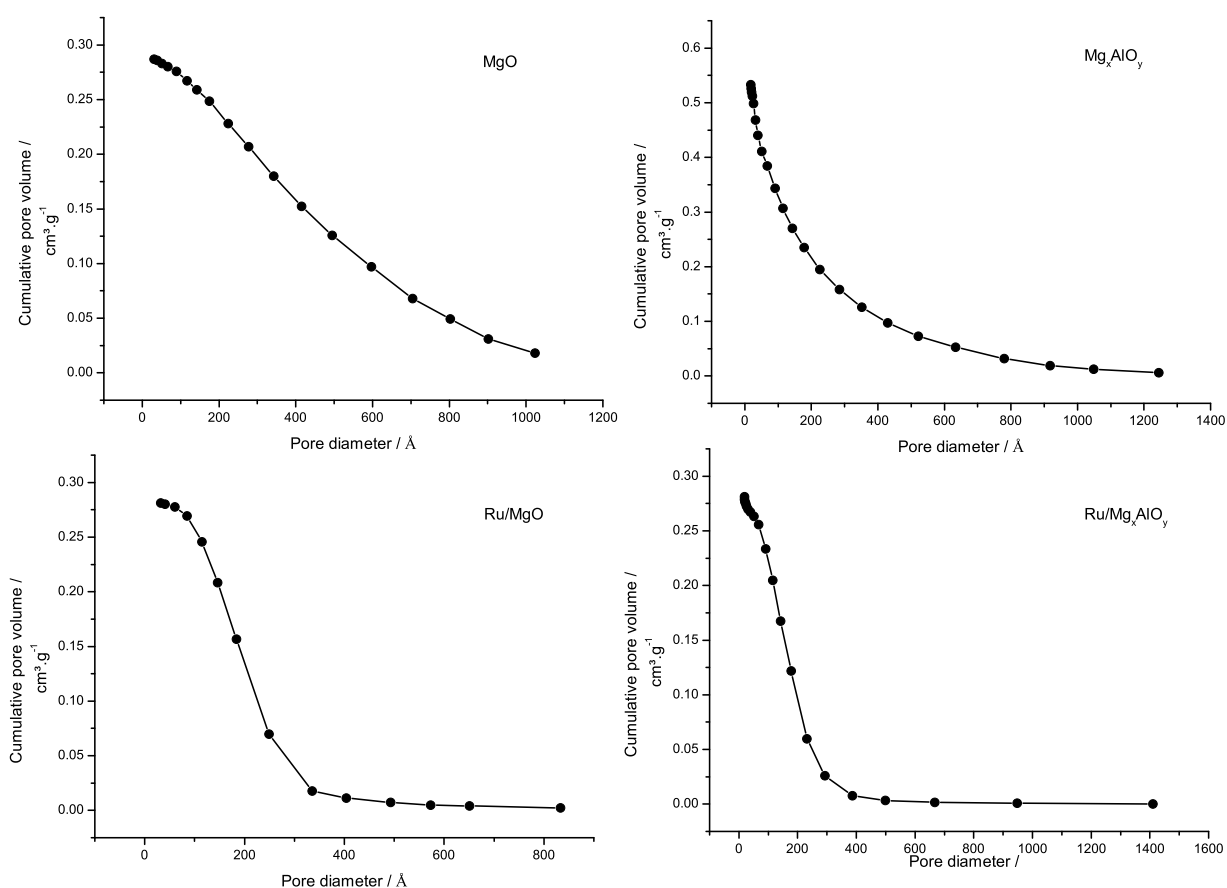 MgO
0.30
0.25
0.20
0.15
0.10
0.05
0.00
0 200 400 600 800 1000 1200
Cumulative pore volume /
cm³.g⁻¹
Pore diameter / Å
MgₓAlOᵧ
0.6
0.5
0.4
0.3
0.2
0.1
0.0
0 200 400 600 800 1000 1200 1400
Cumulative pore volume /
cm³.g⁻¹
Pore diameter / Å
Ru/MgO
0.30
0.25
0.20
0.15
0.10
0.05
0.00
0 200 400 600 800
Cumulative pore volume /
cm³.g⁻¹
Pore diameter / Å
Ru/MgₓAlOᵧ
0.30
0.25
0.20
0.15
0.10
0.05
0.00
0 200 400 600 800 1000 1200 1400 1600
Cumulative pore volume /
cm³.g⁻¹
Pore diameter /